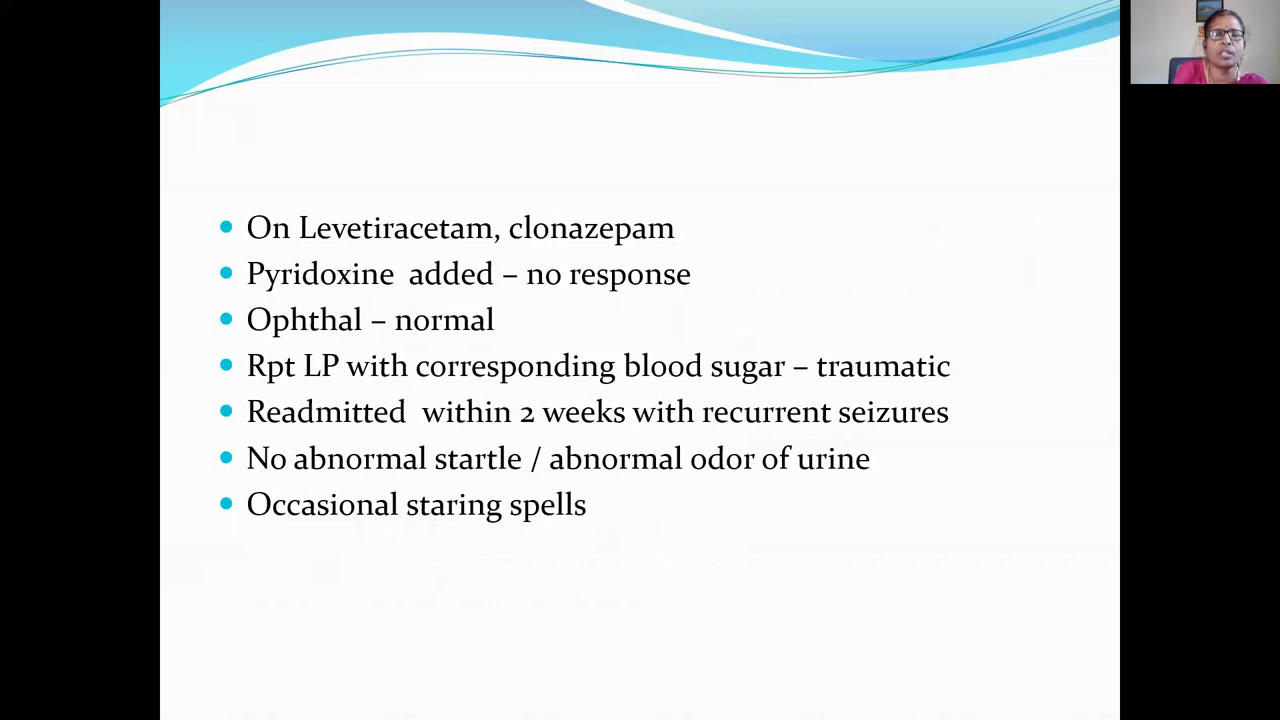 On Levetiracetam, clonazepam
Pyridoxine added – no response
Ophthal – normal
Rpt LP with corresponding blood sugar – traumatic
Readmitted within 2 weeks with recurrent seizures
No abnormal startle / abnormal odor of urine
Occasional staring spells